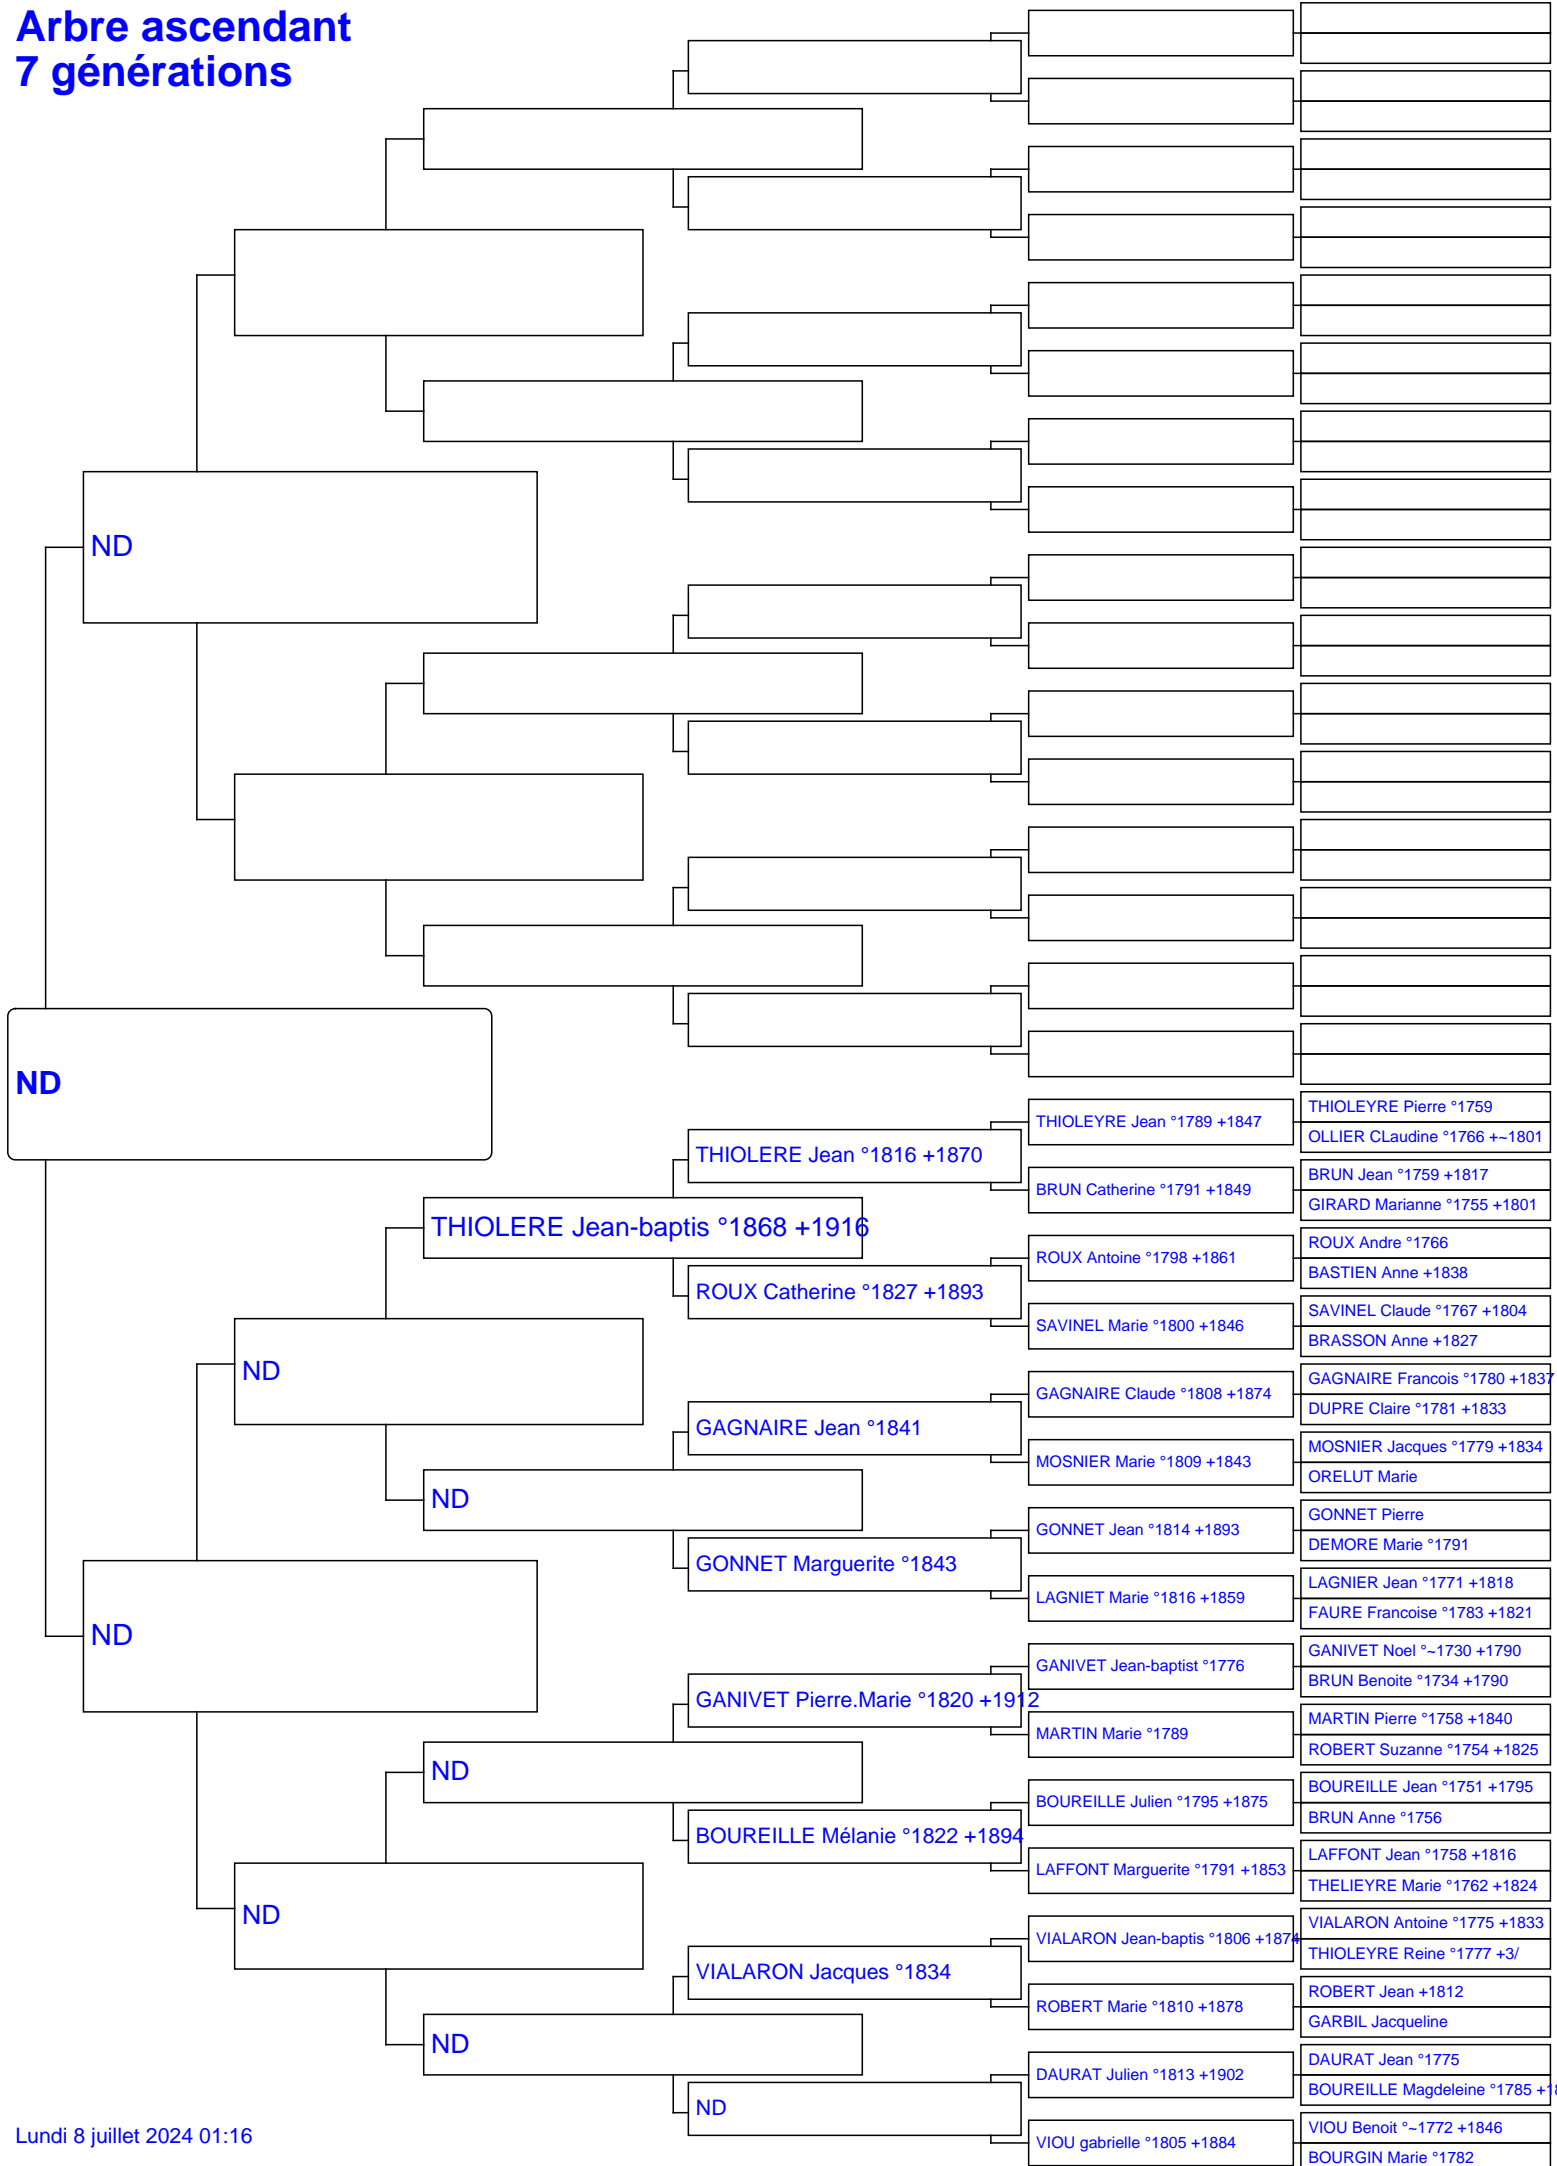 Arbre ascendant
7 générations
ND
ND
THIOLEYRE Pierre °1759
THIOLEYRE Jean °1789 +1847
OLLIER CLaudine °1766 +~1801
THIOLERE Jean °1816 +1870
BRUN Jean °1759 +1817
BRUN Catherine °1791 +1849
GIRARD Marianne °1755 +1801
THIOLERE Jean-baptis °1868 +1916
ROUX Andre °1766
ROUX Antoine °1798 +1861
BASTIEN Anne +1838
ROUX Catherine °1827 +1893
SAVINEL Claude °1767 +1804
SAVINEL Marie °1800 +1846
BRASSON Anne +1827
ND
GAGNAIRE Francois °1780 +1837
GAGNAIRE Claude °1808 +1874
DUPRE Claire °1781 +1833
GAGNAIRE Jean °1841
MOSNIER Jacques °1779 +1834
MOSNIER Marie °1809 +1843
ORELUT Marie
ND
GONNET Pierre
GONNET Jean °1814 +1893
DEMORE Marie °1791
GONNET Marguerite °1843
LAGNIER Jean °1771 +1818
LAGNIET Marie °1816 +1859
FAURE Francoise °1783 +1821
ND
GANIVET Noel °~1730 +1790
GANIVET Jean-baptist °1776
BRUN Benoite °1734 +1790
GANIVET Pierre.Marie °1820 +1912
MARTIN Pierre °1758 +1840
MARTIN Marie °1789
ROBERT Suzanne °1754 +1825
ND
BOUREILLE Jean °1751 +1795
BOUREILLE Julien °1795 +1875
BRUN Anne °1756
BOUREILLE Mélanie °1822 +1894
LAFFONT Jean °1758 +1816
LAFFONT Marguerite °1791 +1853
THELIEYRE Marie °1762 +1824
ND
VIALARON Antoine °1775 +1833
VIALARON Jean-baptis °1806 +1874
THIOLEYRE Reine °1777 +3/
VIALARON Jacques °1834
ROBERT Jean +1812
ROBERT Marie °1810 +1878
GARBIL Jacqueline
ND
DAURAT Jean °1775
DAURAT Julien °1813 +1902
BOUREILLE Magdeleine °1785
ND
VIOU Benoit °~1772 +1846
VIOU gabrielle °1805 +1884
BOURGIN Marie °1782
Lundi 8 juillet 2024 01:16